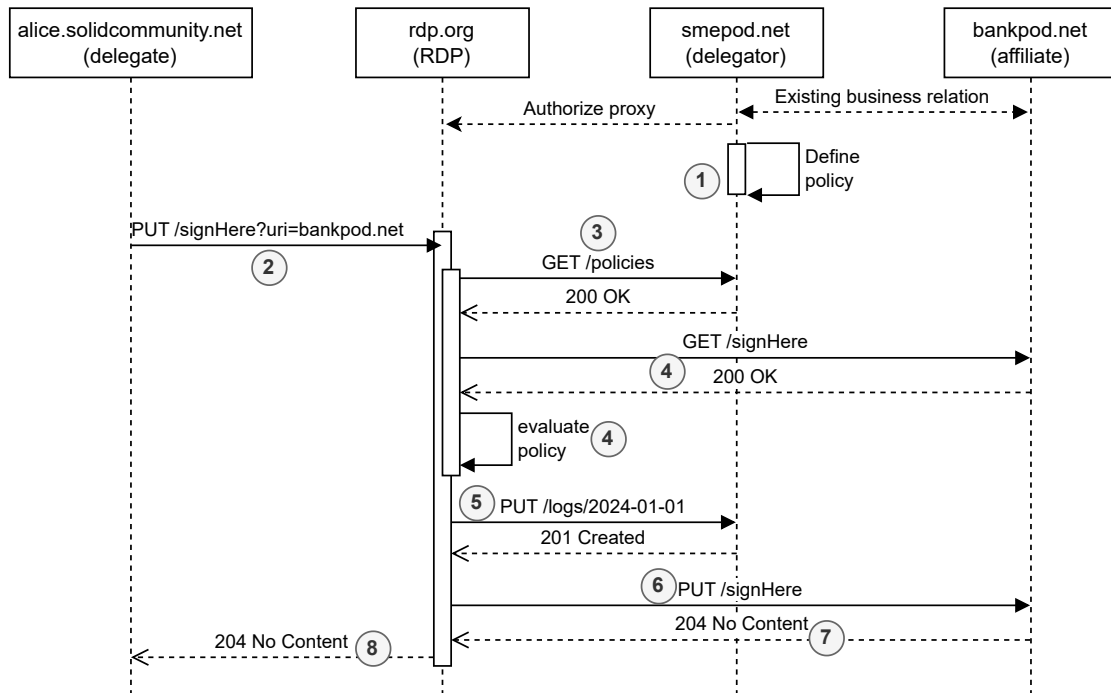 alice.solidcommunity.net
(delegate)
rdp.org
(RDP)
smepod.net
(delegator)
bankpod.net
(affiliate)
Existing business relation
Authorize proxy
Define
policy
1
PUT /signHere?uri=bankpod.net
2
3
GET /policies
200 OK
GET /signHere
4
200 OK
evaluate
policy
4
5
PUT /logs/2024-01-01
201 Created
6
PUT /signHere
204 No Content
7
204 No Content
8